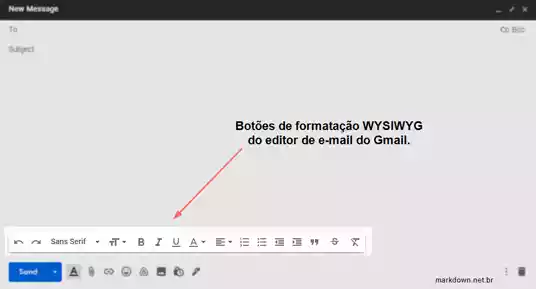 New Message
To Cc Bcc
Subject
Botões de formatação WYSIWYG
do editor de e-mail do Gmail.
Sans Serif
Send
markdown.net.br